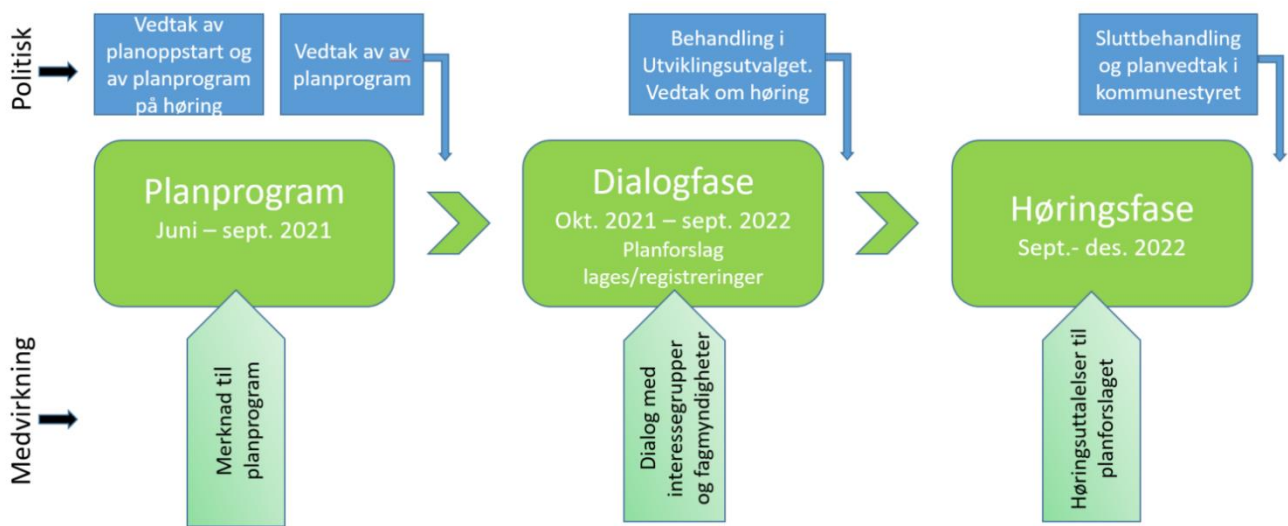 Politisk
Vedtak av
planoppstart og
av planprogram
på høring
Vedtak av av
planprogram
Behandling i
Utviklingsutvalget.
Vedtak om høring
Sluttbehandling
og planvedtak i
kommunestyret
Planprogram
Juni – sept. 2021
Dialogfase
Okt. 2021 – sept. 2022
Planforslag
lages/registreringer
Høringsfase
Sept.- des. 2022
Medvirkning
Merknad til
planprogram
Dialog med
interessegrupper
og fagmyndigheter
Høringsuttalelser til
planforslaget